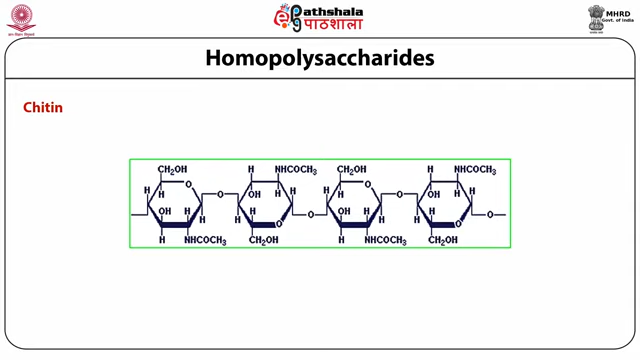 Pathshala
पाठशाला
MHRD
Govt. of India
Homopolysaccharides
Chitin
CH₂OH H NHCOCH₃ CH₂OH H NHCOCH₃
H O H H O H
H OH H H OH H
O O O O
OH H H OH H H
H NHCOCH₃ CH₂OH H NHCOCH₃ CH₂OH